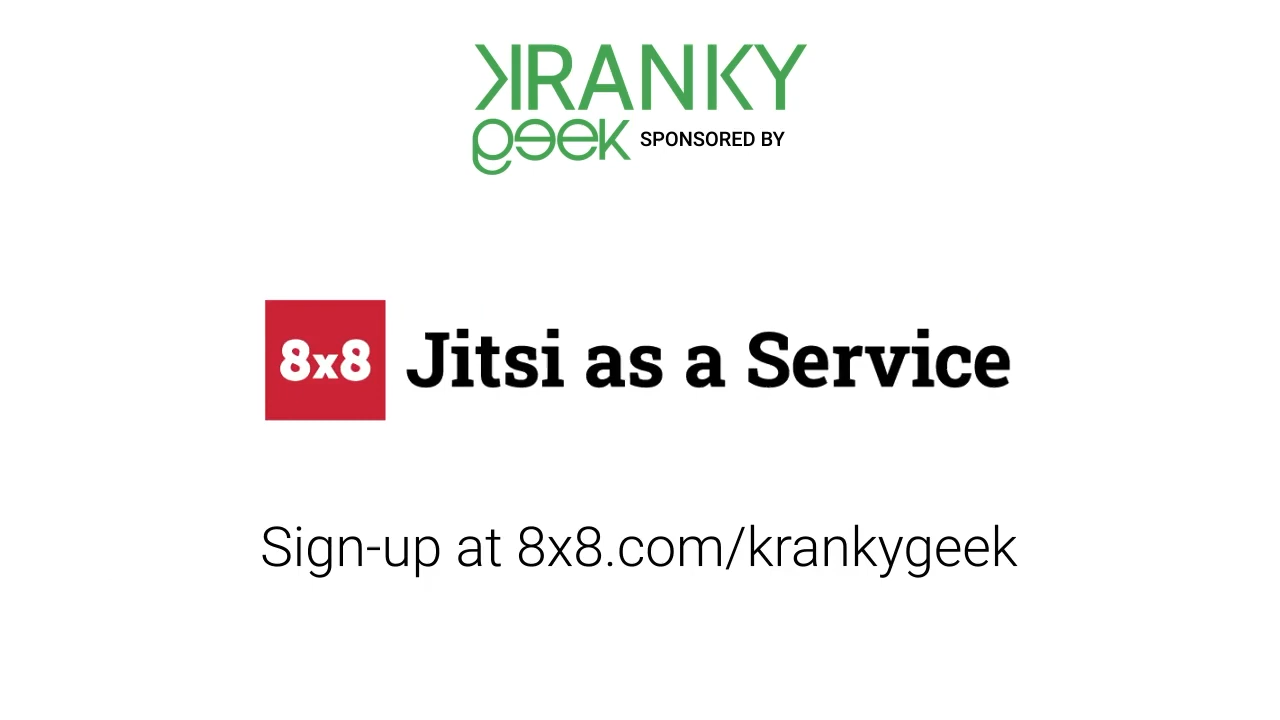 KRANKY
geek SPONSORED BY
8x8 Jitsi as a Service
Sign-up at 8x8.com/krankygeek